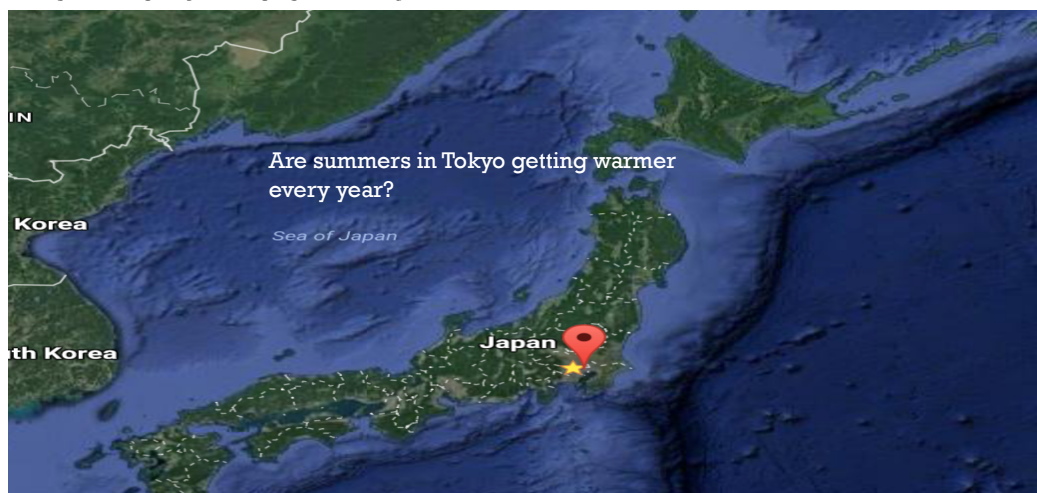 IN
Are summers in Tokyo getting warmer
every year?
Korea
Sea of Japan
Japan
th Korea